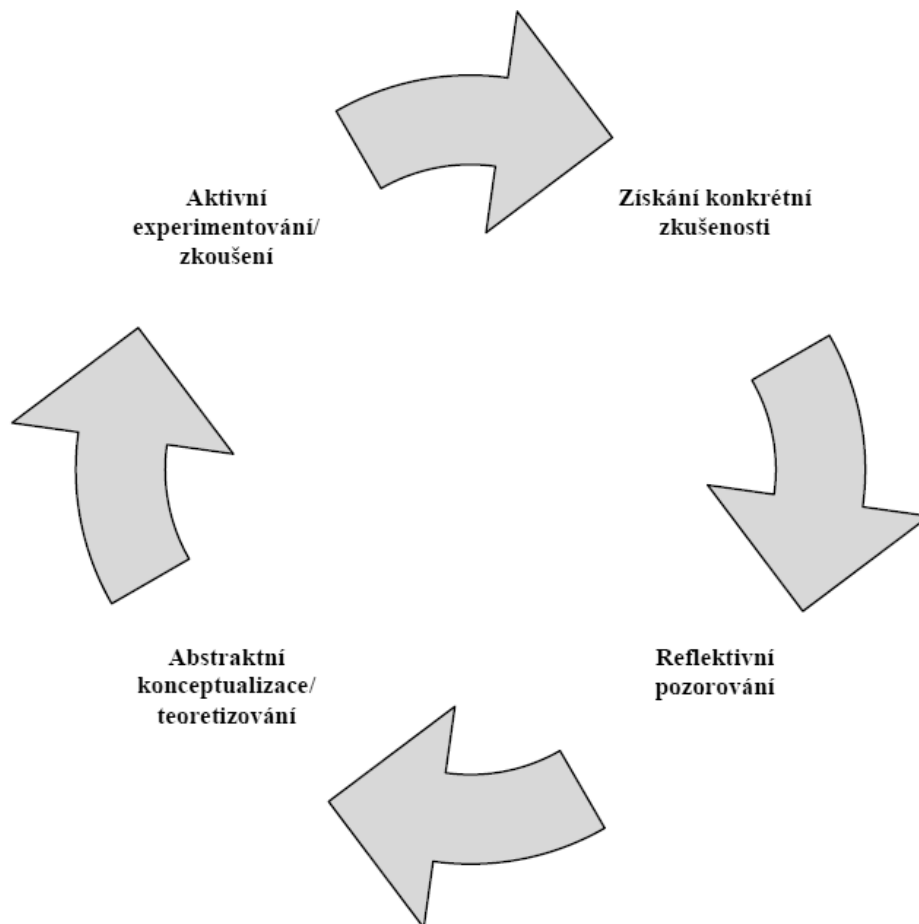 Aktivní
experimentování/
zkoušení
Získání konkrétní
zkušenosti
Abstraktní
konceptualizace/
teoretizování
Reflektivní
pozorování